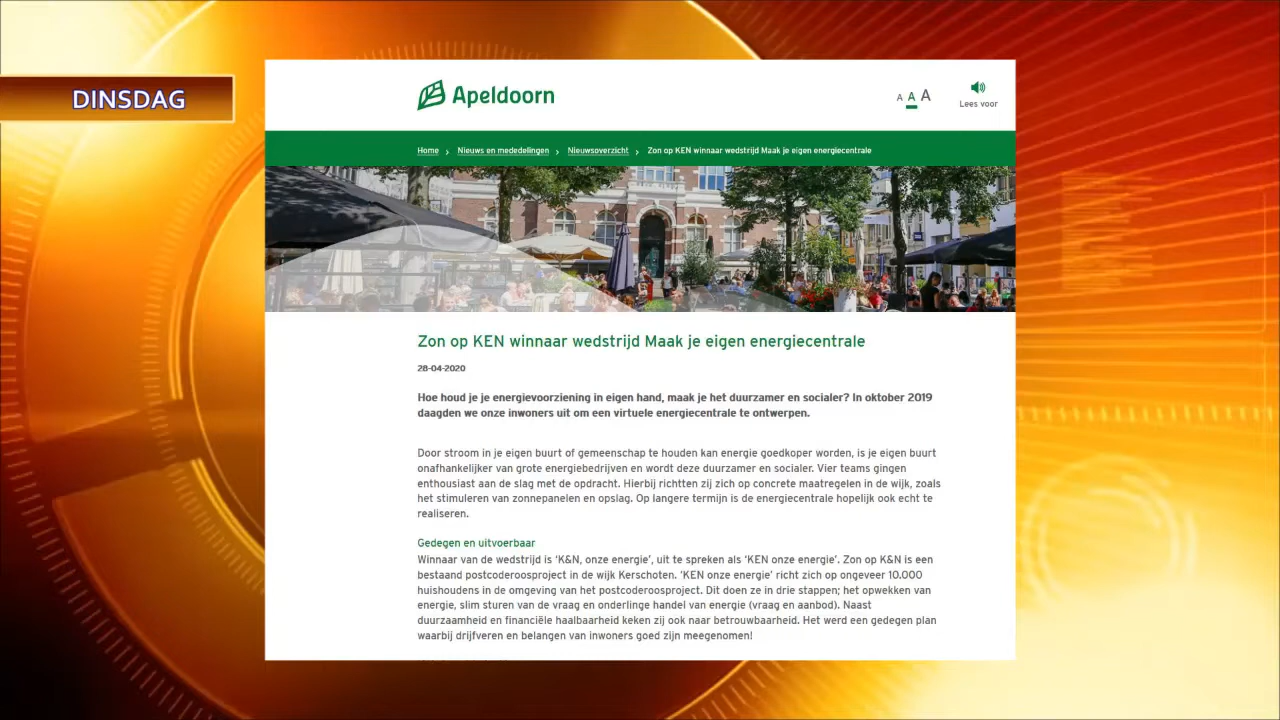 DINSDAG
Apeldoorn
A A A
Lees voor
Home › Nieuws en mededelingen › Nieuwsoverzicht › Zon op KEN winnaar wedstrijd Maak je eigen energiecentrale
Zon op KEN winnaar wedstrijd Maak je eigen energiecentrale
28-04-2020
Hoe houd je je energievoorziening in eigen hand, maak je het duurzamer en socialer? In oktober 2019
daagden we onze inwoners uit om een virtuele energiecentrale te ontwerpen.
Door stroom in je eigen buurt of gemeenschap te houden kan energie goedkoper worden, is je eigen buurt
onafhankelijker van grote energiebedrijven en wordt deze duurzamer en socialer. Vier teams gingen
enthousiast aan de slag met de opdracht. Hierbij richtten zij zich op concrete maatregelen in de wijk, zoals
het stimuleren van zonnepanelen en opslag. Op langere termijn is de energiecentrale hopelijk ook echt te
realiseren.
Gedegen en uitvoerbaar
Winnaar van de wedstrijd is ‘K&N, onze energie’, uit te spreken als ‘KEN onze energie’. Zon op K&N is een
bestaand postcoderoosproject in de wijk Kerschoten. ‘KEN onze energie’ richt zich op ongeveer 10.000
huishoudens in de omgeving van het postcoderoosproject. Dit doen ze in drie stappen; het opwekken van
energie, slim sturen van de vraag en onderlinge handel van energie (vraag en aanbod). Naast
duurzaamheid en financiële haalbaarheid keken zij ook naar betrouwbaarheid. Het werd een gedegen plan
waarbij drijfveren en belangen van inwoners goed zijn meegenomen!